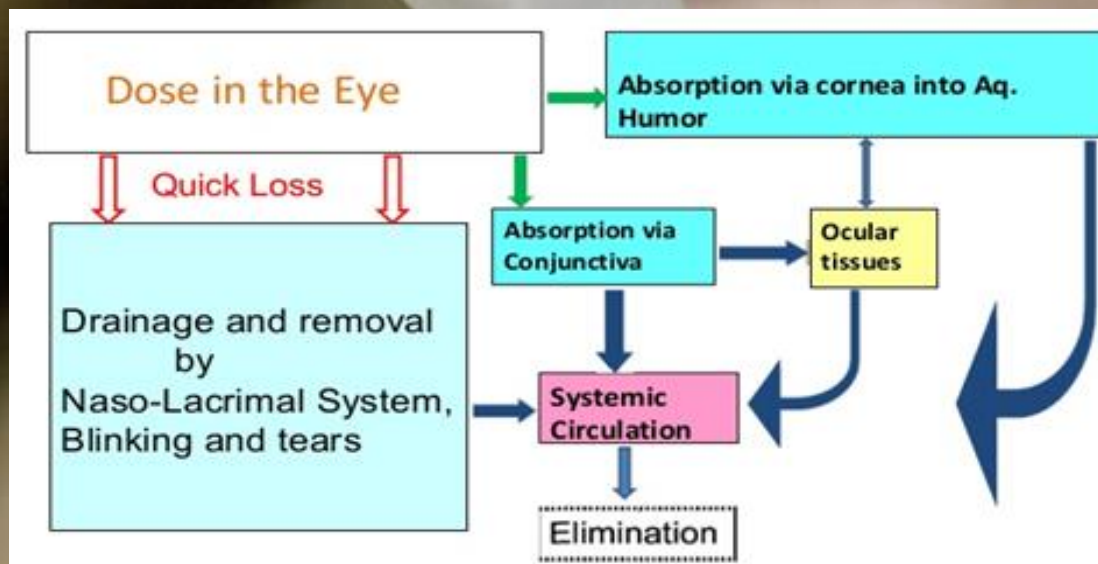 Dose in the Eye
Absorption via cornea into Aq.
Humor
Quick Loss
Absorption via
Conjunctiva
Ocular
tissues
Drainage and removal
by
Naso-Lacrimal System,
Blinking and tears
Systemic
Circulation
Elimination